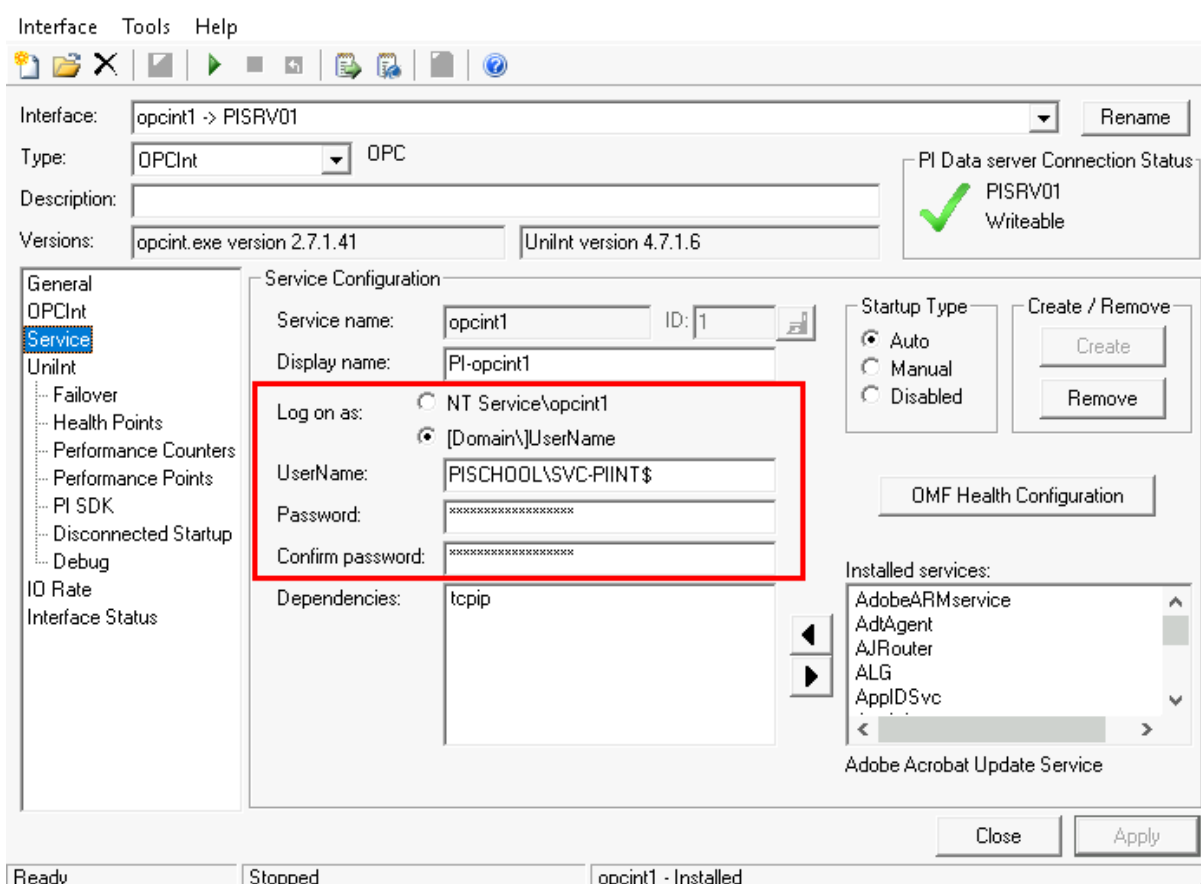 Interface Tools Help
Interface: opcint1 -> PISRV01 Rename
Type: OPCInt OPC
Description:
Versions: opcint.exe version 2.7.1.41 UniInt version 4.7.1.6
PI Data server Connection Status
PISRV01
Writeable
General
OPCInt
Service
UniInt
Failover
Health Points
Performance Counters
Performance Points
PI SDK
Disconnected Startup
Debug
IO Rate
Interface Status
Service Configuration
Service name: opcint1 ID: 1
Display name: PI-opcint1
Log on as: NT Service\opcint1
[Domain\]UserName
UserName: PISCHOOL\SVC-PIINT$
Password: ******************
Confirm password: ******************
Dependencies: tcpip
Startup Type
Auto
Manual
Disabled
Create / Remove
Create
Remove
OMF Health Configuration
Installed services:
AdobeARMservice
AdtAgent
AJRouter
ALG
AppIDSvc
Adobe Acrobat Update Service
Close Apply
Ready Stopped opcint1 - Installed